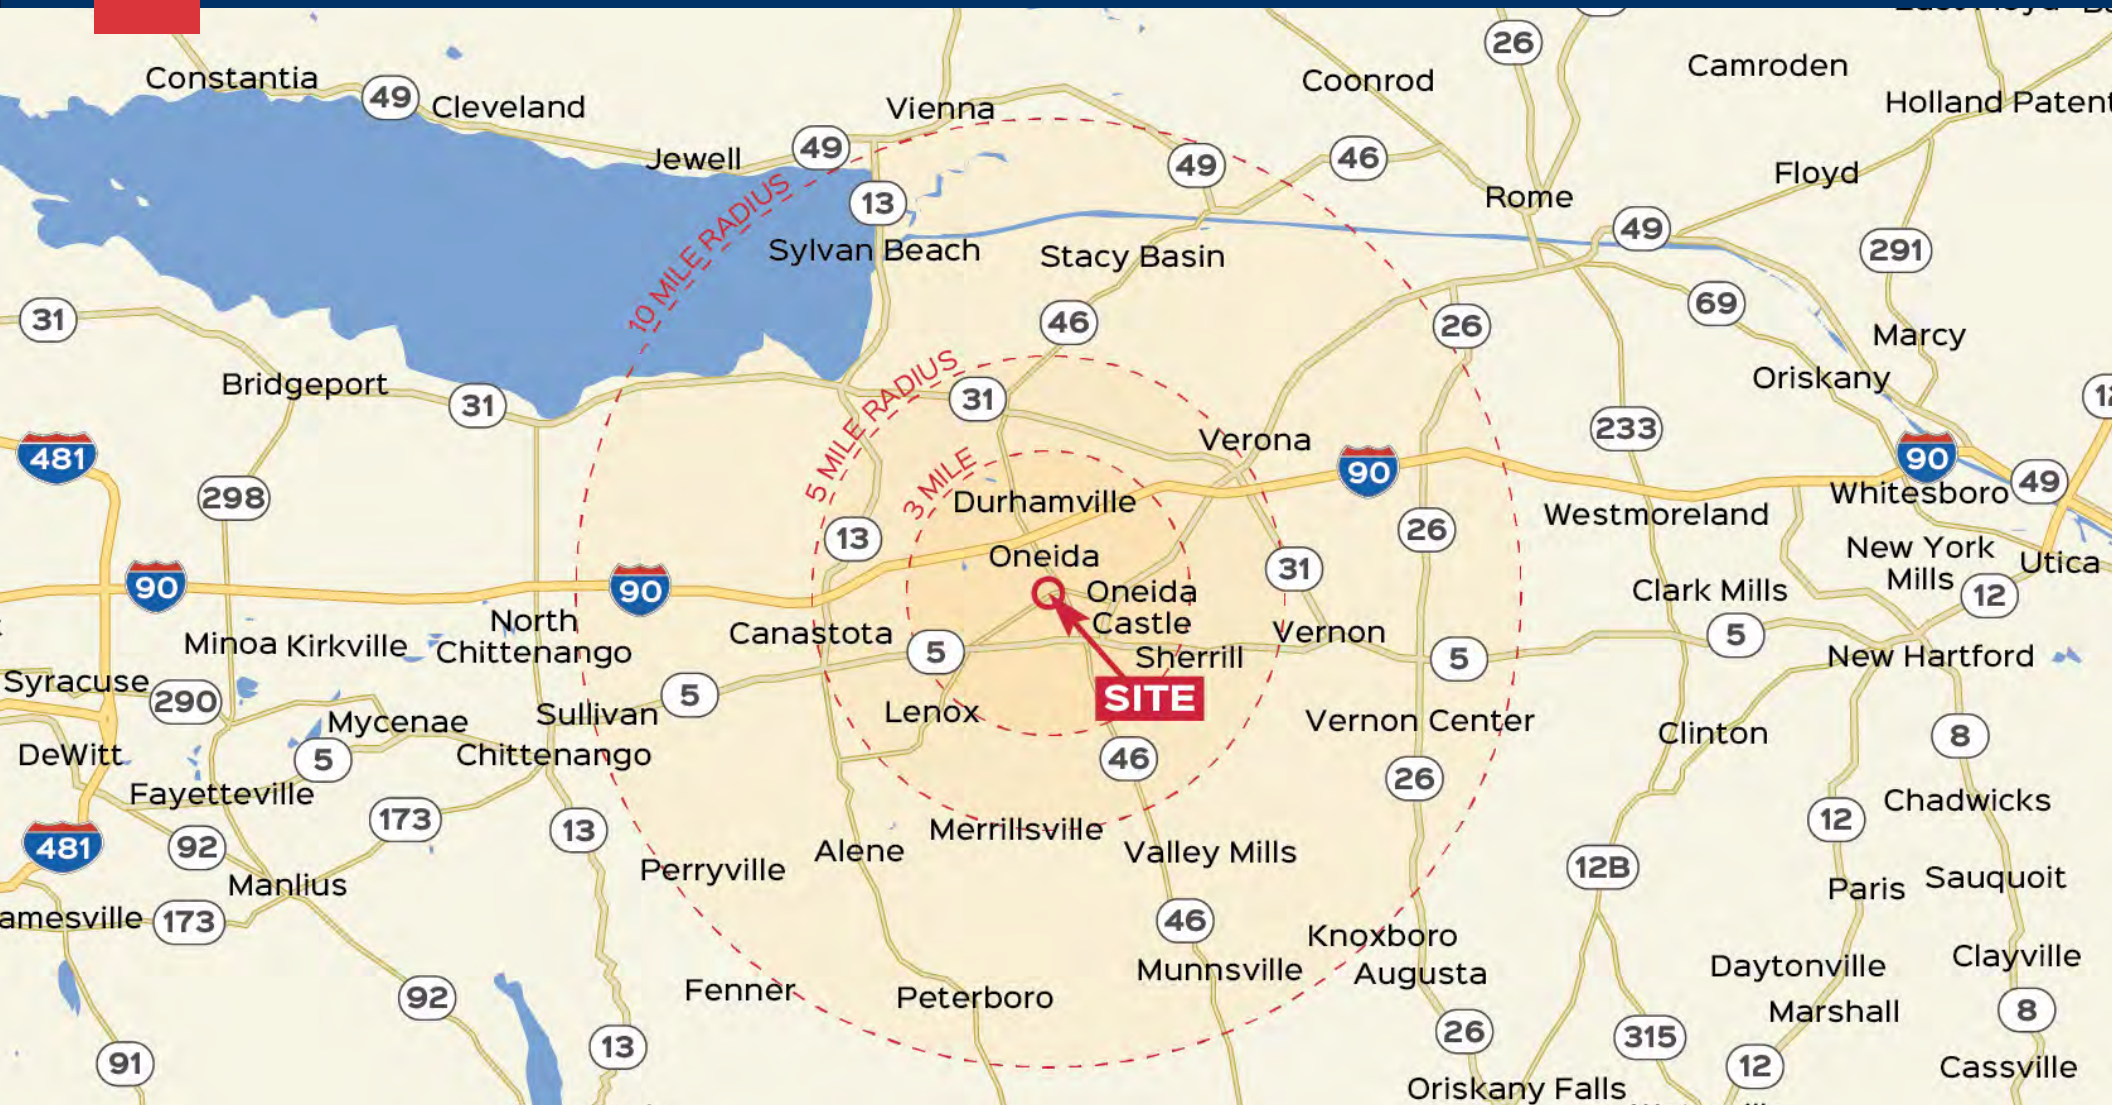 26
Camroden
Constantia
Coonrod
49
Cleveland
Vienna
Holland Patent
49
Jewell
49
46
Floyd
10 MILE RADIUS
13
Rome
49
Sylvan Beach
Stacy Basin
291
31
46
26
69
Marcy
5 MILE RADIUS
Bridgeport
31
31
Oriskany
Verona
233
481
3 MILE
90
90
298
Durhamville
49
Whitesboro
Westmoreland
13
26
Oneida
31
New York
Mills
Utica
90
90
Oneida
Castle
Clark Mills
12
North
Chittenango
Minoa
Kirkville
Canastota
5
Vernon
5
5
Sherrill
New Hartford
Syracuse
290
5
SITE
Mycenae
Sullivan
Lenox
Vernon Center
Clinton
8
DeWitt
5
Chittenango
46
26
Fayetteville
173
13
Merrillsville
12
Chadwicks
481
92
Alene
Valley Mills
Perryville
12B
Manlius
Paris
Sauquoit
amesville
173
46
Knoxboro
Munnsville
Augusta
Daytonville
Clayville
92
Fenner
Peterboro
Marshall
8
26
315
13
91
12
Cassville
Oriskany Falls